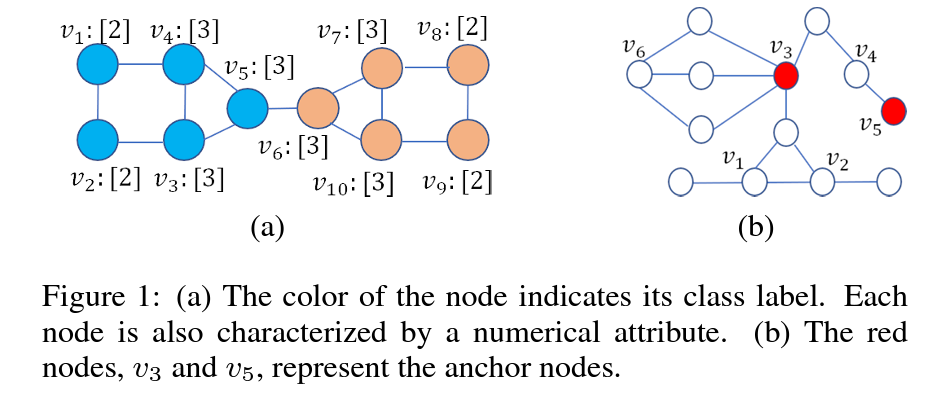 v₁: [2] v₄: [3] v₇: [3] v₈: [2]
v₆ v₃ v₄
v₅: [3]
v₆: [3] v₅
v₁ v₂
v₂: [2] v₃: [3] v₁₀: [3] v₉: [2]
(a) (b)
Figure 1: (a) The color of the node indicates its class label. Each
node is also characterized by a numerical attribute. (b) The red
nodes, v₃ and v₅, represent the anchor nodes.